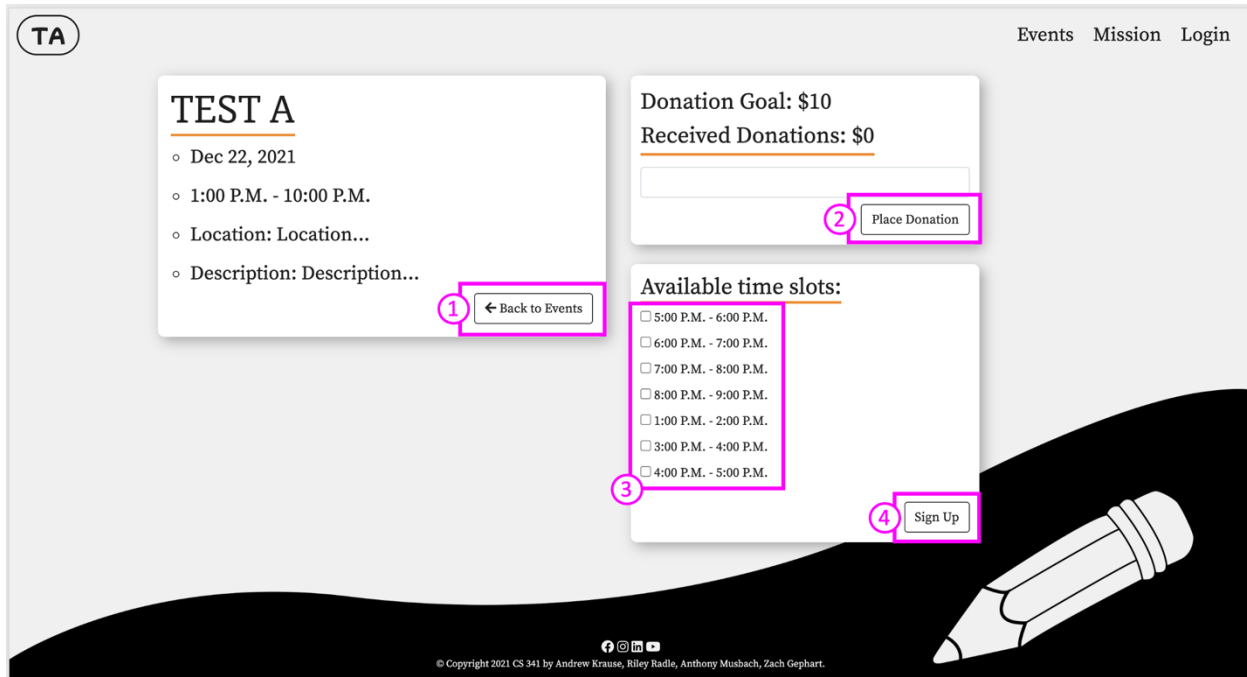 TA
Events Mission Login
TEST A
Dec 22, 2021
1:00 P.M. - 10:00 P.M.
Location: Location...
Description: Description...
1
← Back to Events
Donation Goal: $10
Received Donations: $0
2
Place Donation
Available time slots:
5:00 P.M. - 6:00 P.M.
6:00 P.M. - 7:00 P.M.
7:00 P.M. - 8:00 P.M.
8:00 P.M. - 9:00 P.M.
1:00 P.M. - 2:00 P.M.
3:00 P.M. - 4:00 P.M.
4:00 P.M. - 5:00 P.M.
3
4
Sign Up
© Copyright 2021 CS 341 by Andrew Krause, Riley Radle, Anthony Musbach, Zach Gephart.